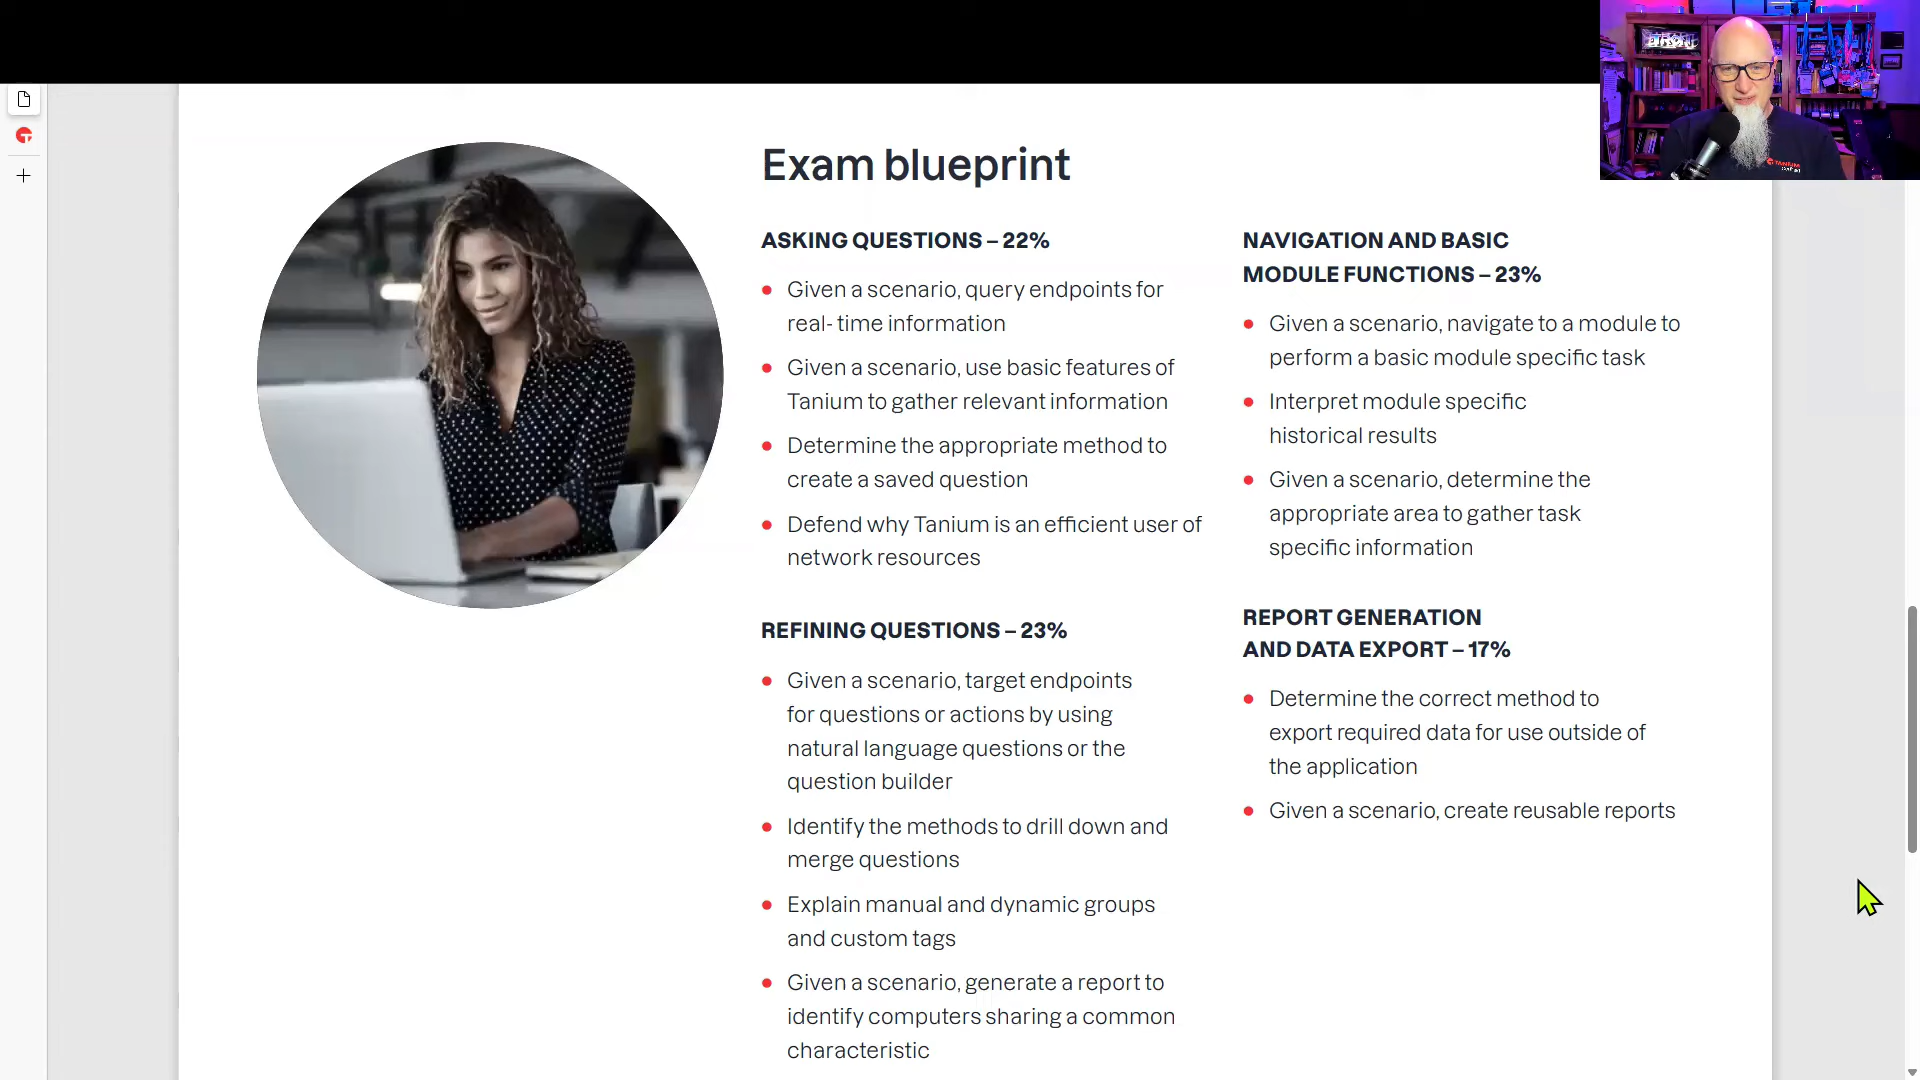 Exam blueprint
ASKING QUESTIONS – 22%
Given a scenario, query endpoints for
real- time information
Given a scenario, use basic features of
Tanium to gather relevant information
Determine the appropriate method to
create a saved question
Defend why Tanium is an efficient user of
network resources
REFINING QUESTIONS – 23%
Given a scenario, target endpoints
for questions or actions by using
natural language questions or the
question builder
Identify the methods to drill down and
merge questions
Explain manual and dynamic groups
and custom tags
Given a scenario, generate a report to
identify computers sharing a common
characteristic
NAVIGATION AND BASIC
MODULE FUNCTIONS – 23%
Given a scenario, navigate to a module to
perform a basic module specific task
Interpret module specific
historical results
Given a scenario, determine the
appropriate area to gather task
specific information
REPORT GENERATION
AND DATA EXPORT – 17%
Determine the correct method to
export required data for use outside of
the application
Given a scenario, create reusable reports